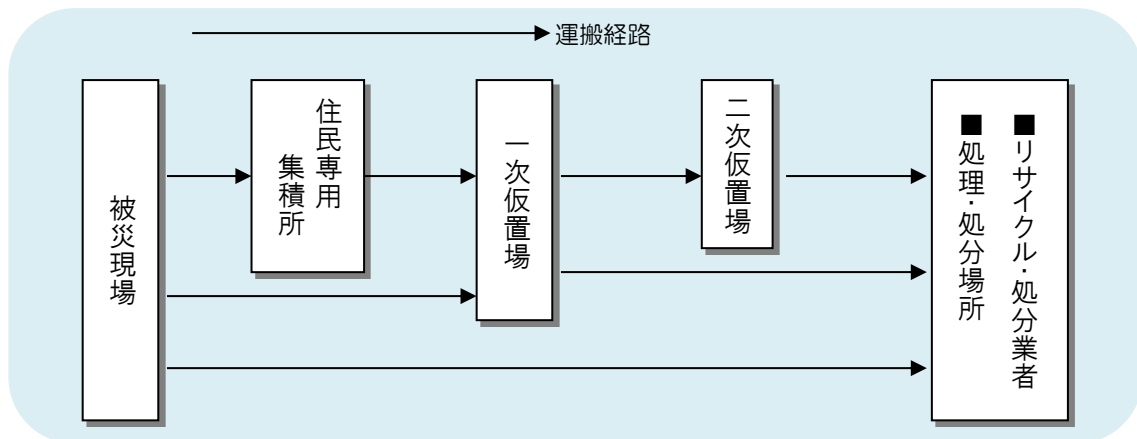 運搬経路
被災現場
住民専用
集積所
一次仮置場
二次仮置場
■リサイクル・処分業者
■処理・処分場所